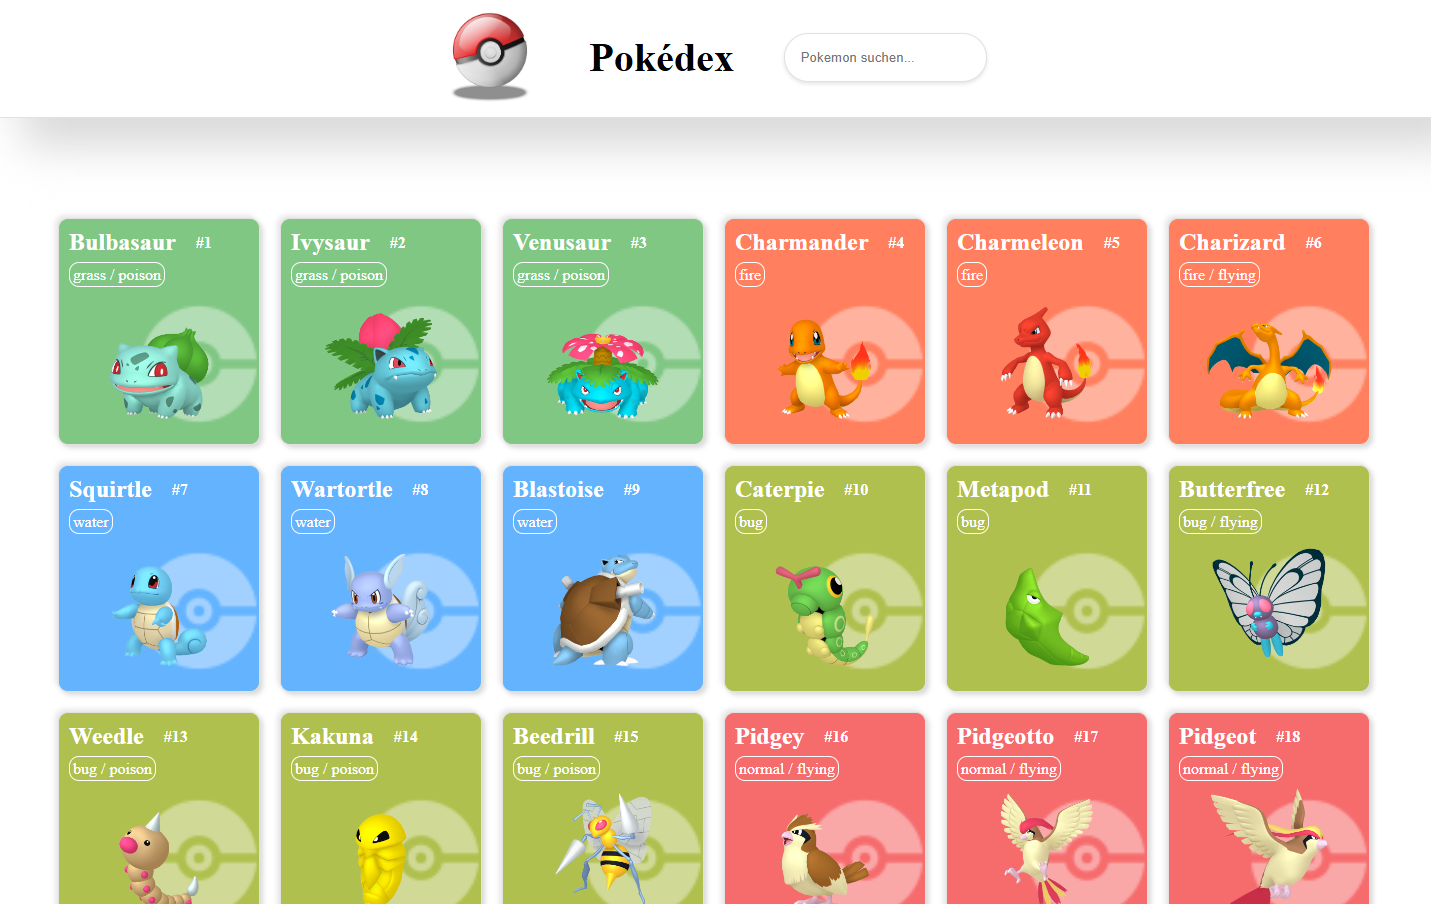 Pokédex
Pokemon suchen...
Bulbasaur #1
grass / poison
Ivysaur #2
grass / poison
Venusaur #3
grass / poison
Charmander #4
fire
Charmeleon #5
fire
Charizard #6
fire / flying
Squirtle #7
water
Wartortle #8
water
Blastoise #9
water
Caterpie #10
bug
Metapod #11
bug
Butterfree #12
bug / flying
Weedle #13
bug / poison
Kakuna #14
bug / poison
Beedrill #15
bug / poison
Pidgey #16
normal / flying
Pidgeotto #17
normal / flying
Pidgeot #18
normal / flying